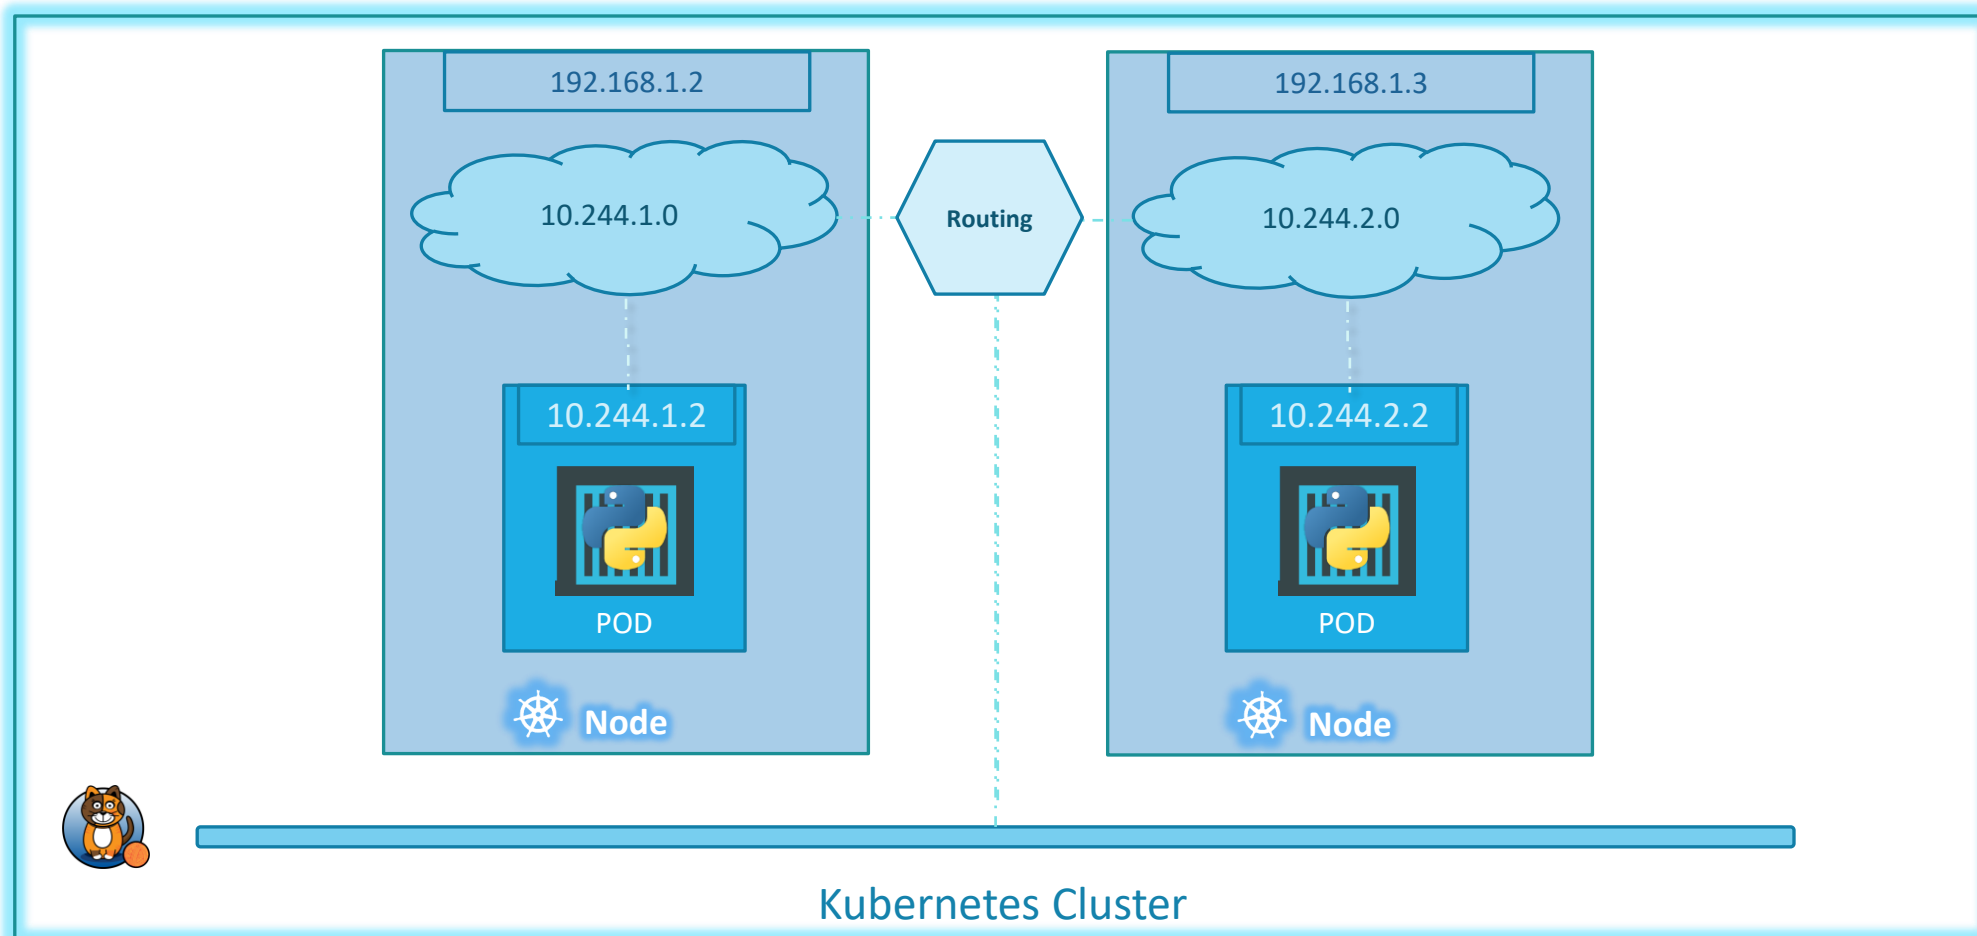 192.168.1.2
192.168.1.3
10.244.1.0
Routing
10.244.2.0
10.244.1.2
10.244.2.2
POD
POD
Node
Node
Kubernetes Cluster